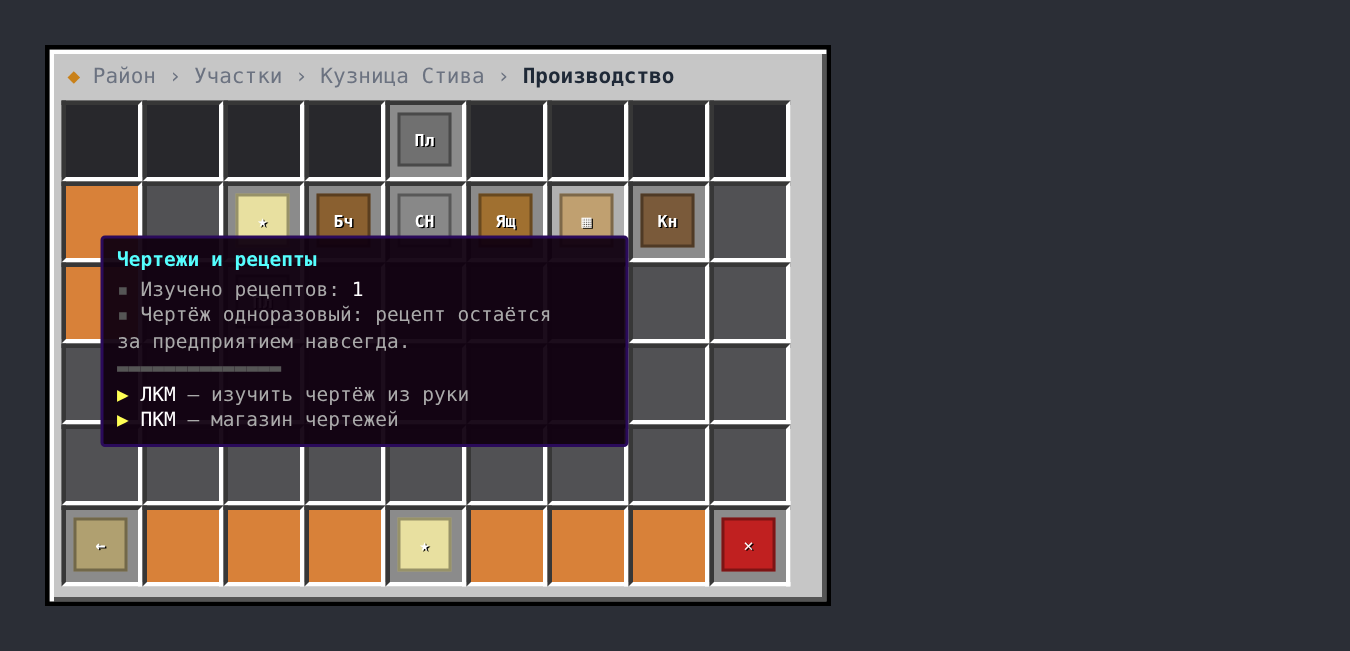 ◆ Район › Участки › Кузница Стива › Производство
Пл
★ Бч СН Ящ ▦ Кн
Чертежи и рецепты
▪ Изучено рецептов: 1
▪ Чертёж одноразовый: рецепт остаётся
за предприятием навсегда.
▶ ЛКМ — изучить чертёж из руки
▶ ПКМ — магазин чертежей
← ★ ✕